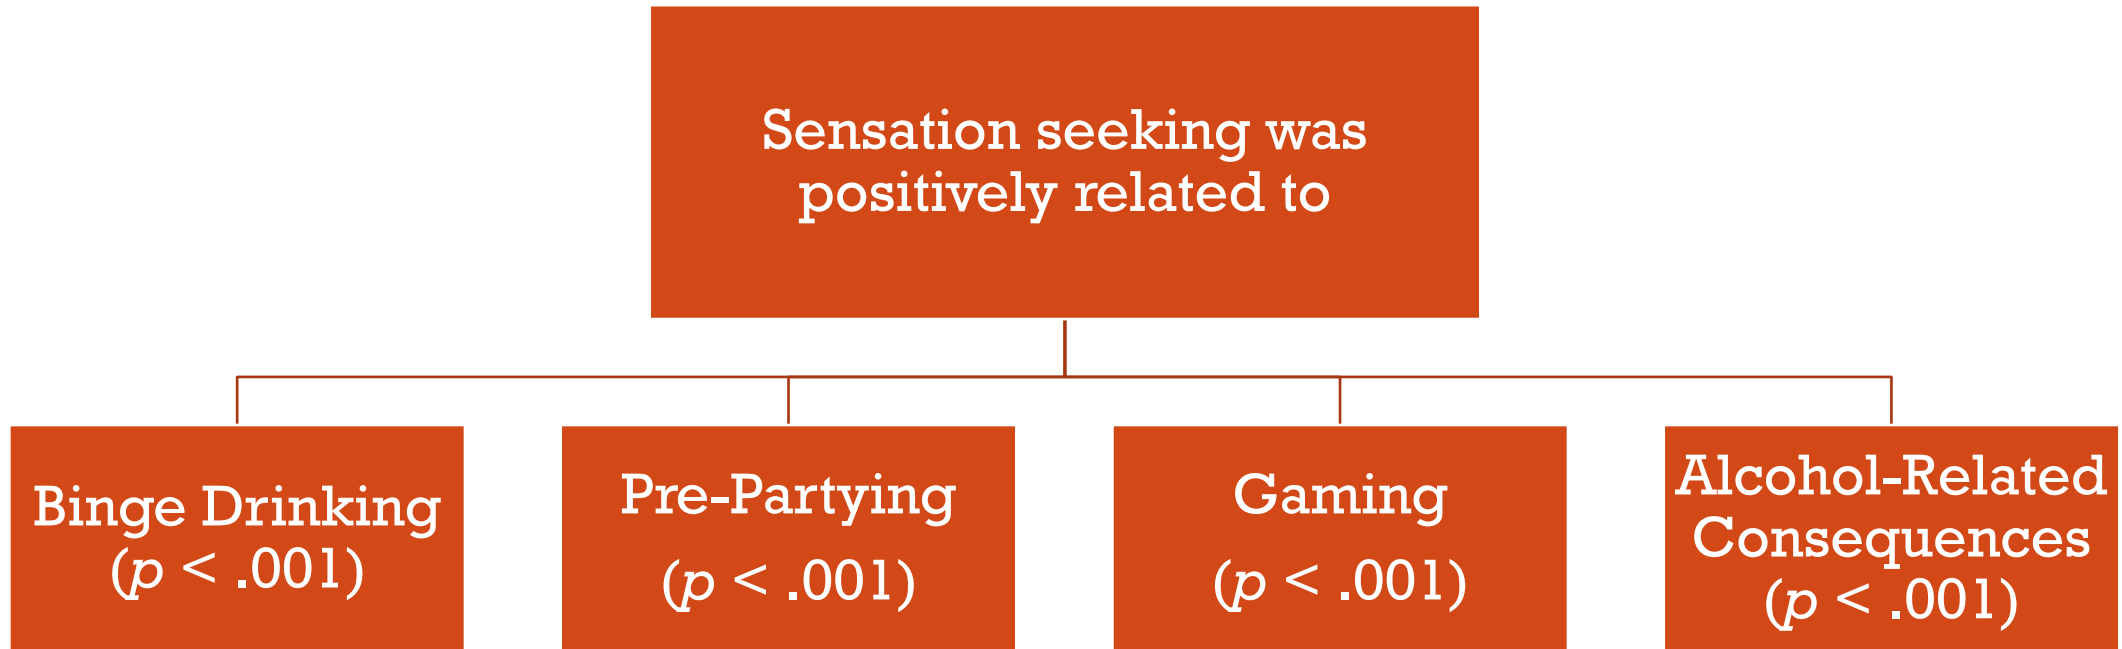 Sensation seeking was
positively related to
Binge Drinking
(p < .001)
Pre-Partying
(p < .001)
Gaming
(p < .001)
Alcohol-Related
Consequences
(p < .001)